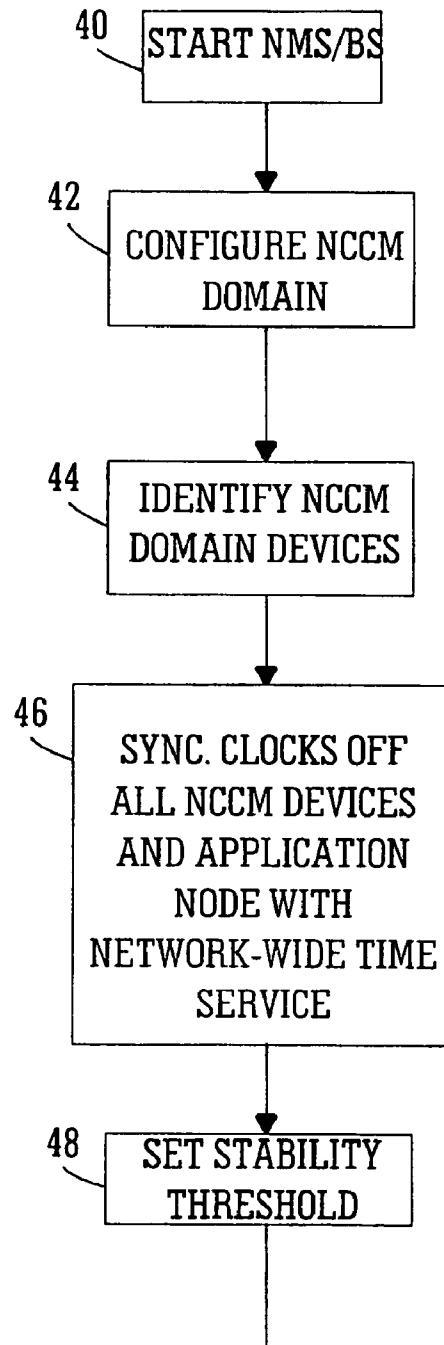 40
START NMS/BS
42
CONFIGURE NCCM
DOMAIN
44
IDENTIFY NCCM
DOMAIN DEVICES
46
SYNC. CLOCKS OFF
ALL NCCM DEVICES
AND APPLICATION
NODE WITH
NETWORK-WIDE TIME
SERVICE
48
SET STABILITY
THRESHOLD